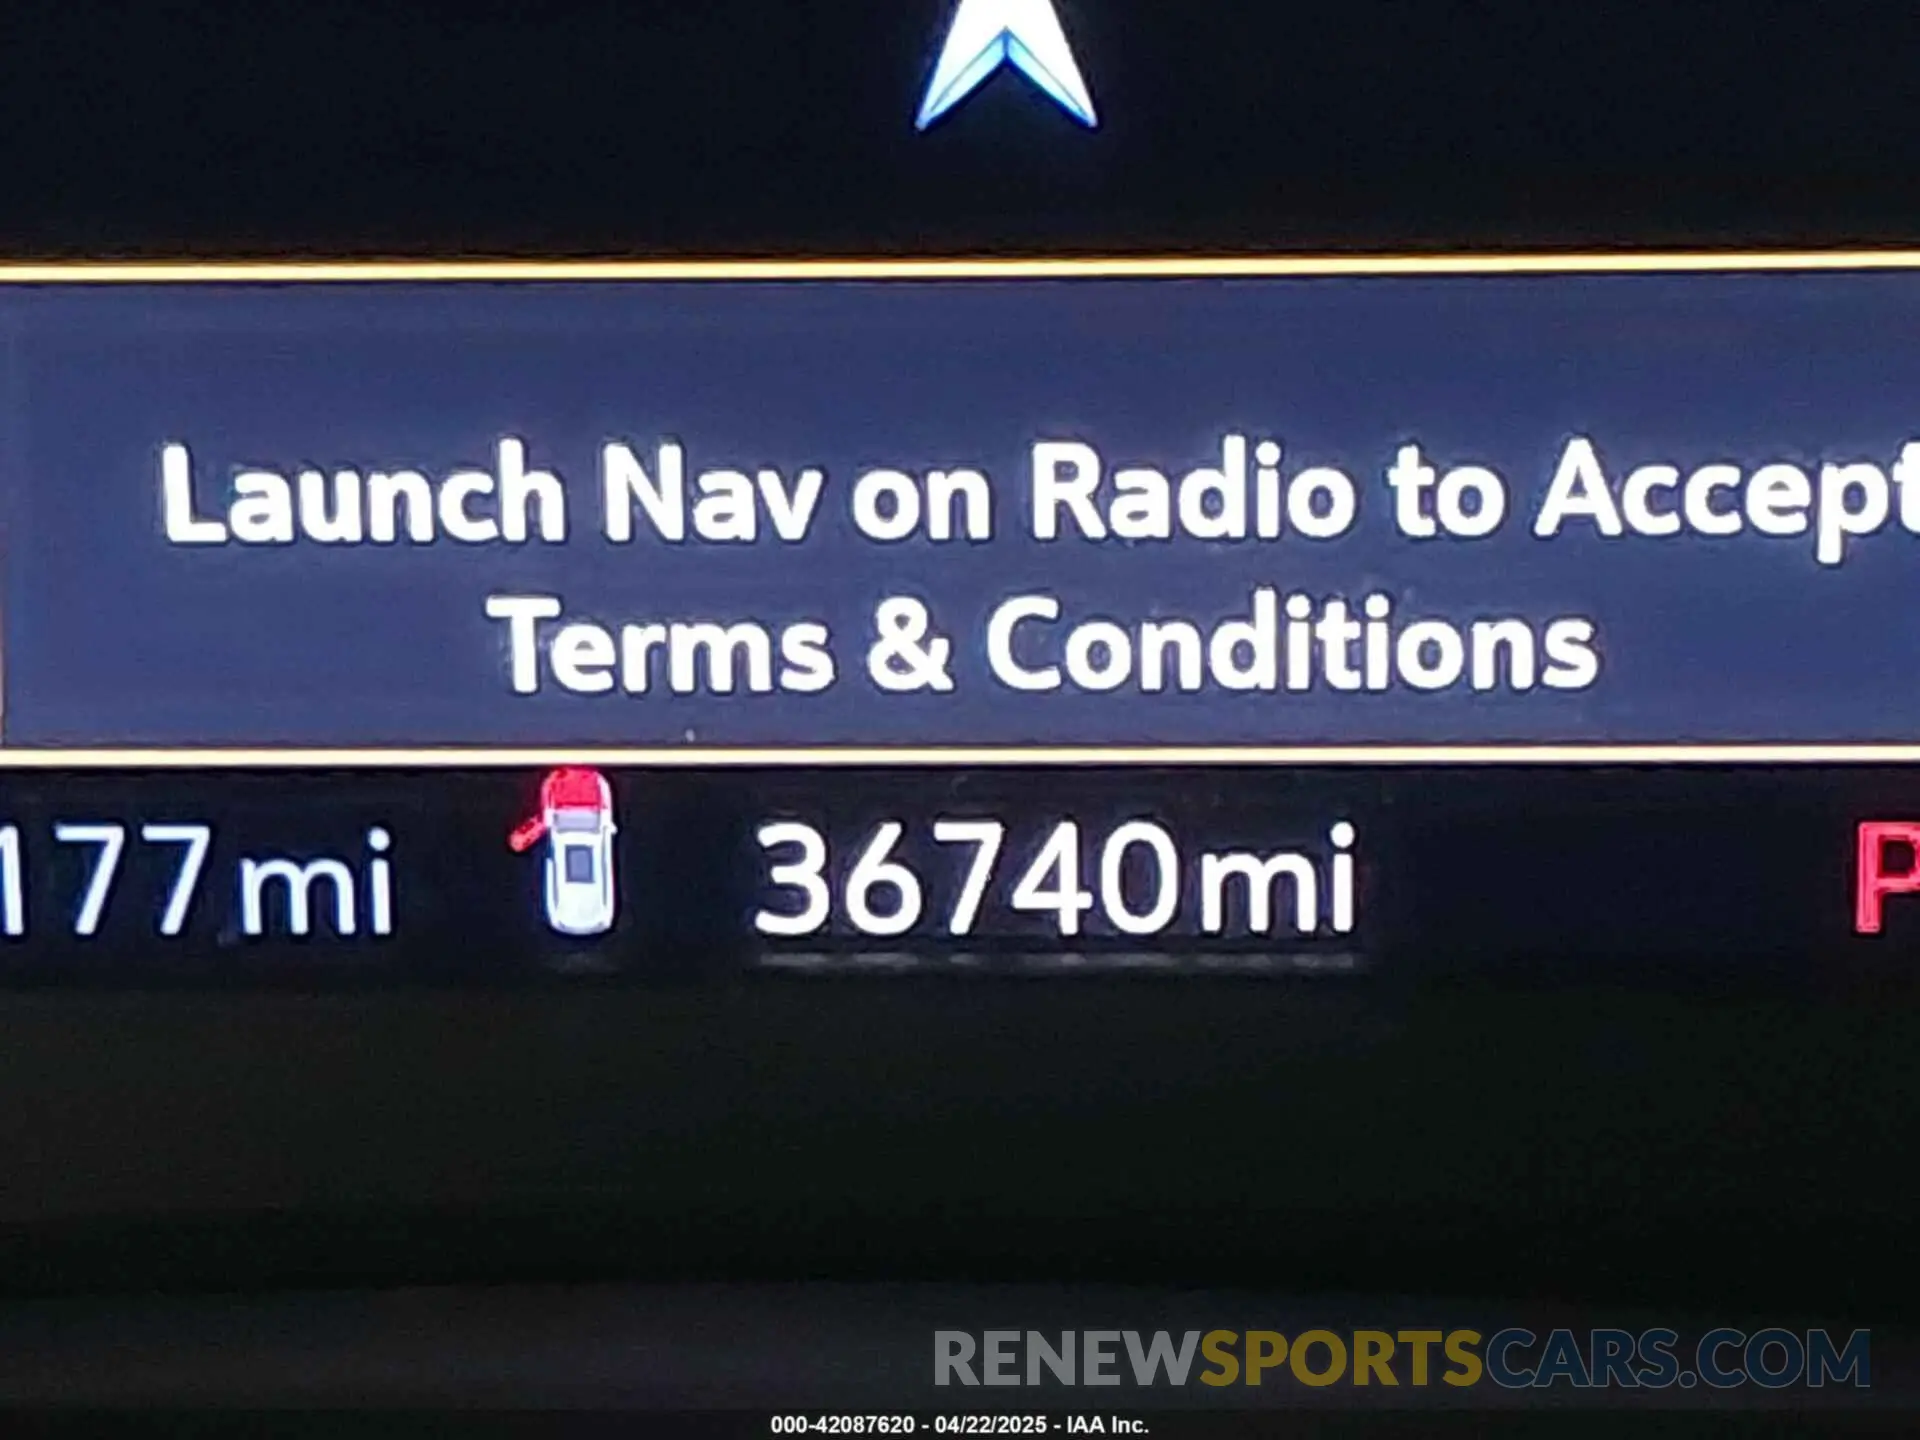 Launch Nav on Radio to Accept
Terms & Conditions
177mi 36740mi P
RENEWSPORTSCARS.COM
000-42087620 - 04/22/2025 - IAA Inc.